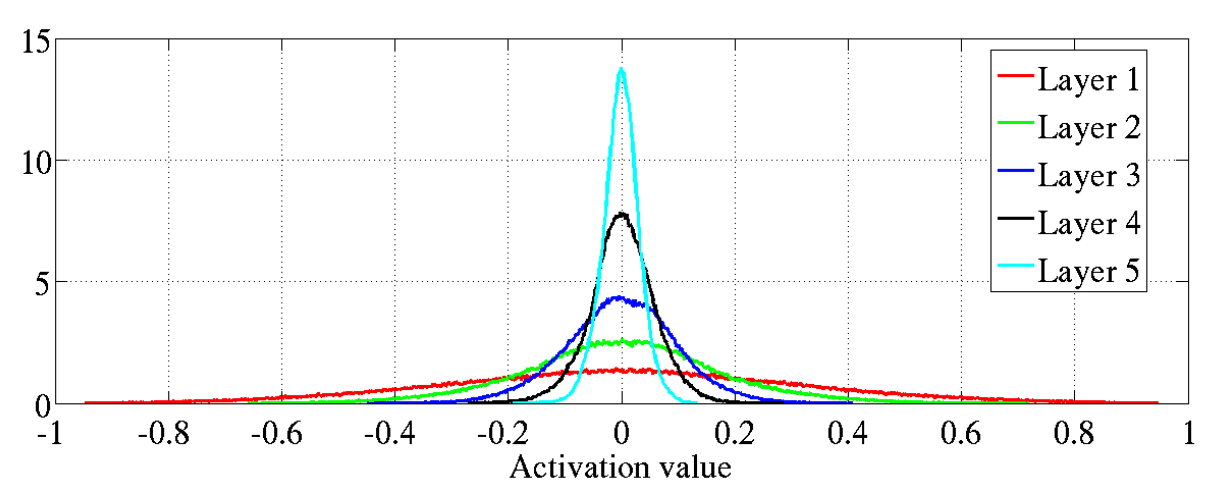 15
10
5
0
-1 -0.8 -0.6 -0.4 -0.2 0 0.2 0.4 0.6 0.8 1
Activation value
Layer 1
Layer 2
Layer 3
Layer 4
Layer 5